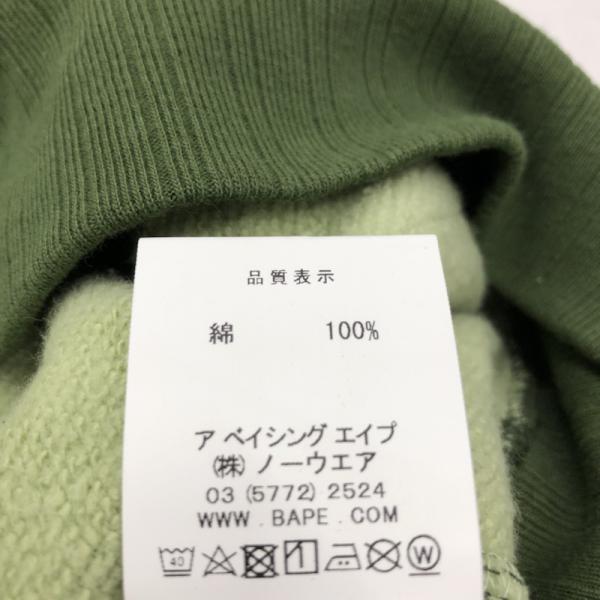 品質表示
綿 100%
ア ベイシング エイプ
(株) ノーウエア
03 (5772) 2524
WWW.BAPE.COM
40 W